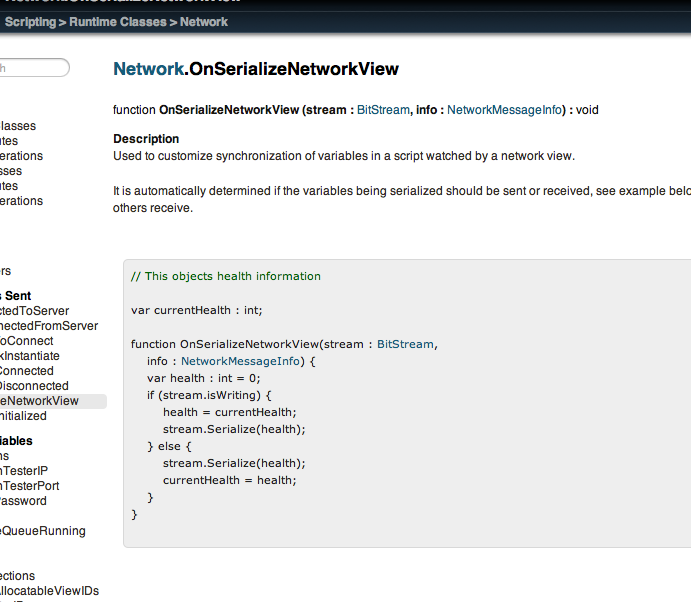 Scripting > Runtime Classes > Network
Network.OnSerializeNetworkView
function OnSerializeNetworkView (stream : BitStream, info : NetworkMessageInfo) : void
Description
Used to customize synchronization of variables in a script watched by a network view.
It is automatically determined if the variables being serialized should be sent or received, see example belo
others receive.
// This objects health information
var currentHealth : int;
function OnSerializeNetworkView(stream : BitStream,
info : NetworkMessageInfo) {
var health : int = 0;
if (stream.isWriting) {
health = currentHealth;
stream.Serialize(health);
} else {
stream.Serialize(health);
currentHealth = health;
}
}
h
lasses
tes
erations
sses
tes
erations
rs
s Sent
ctedToServer
nectedFromServer
oConnect
kInstantiate
Connected
Disconnected
eNetworkView
nitialized
iables
ns
nTesterIP
nTesterPort
Password
eQueueRunning
ections
AllocatableViewIDs